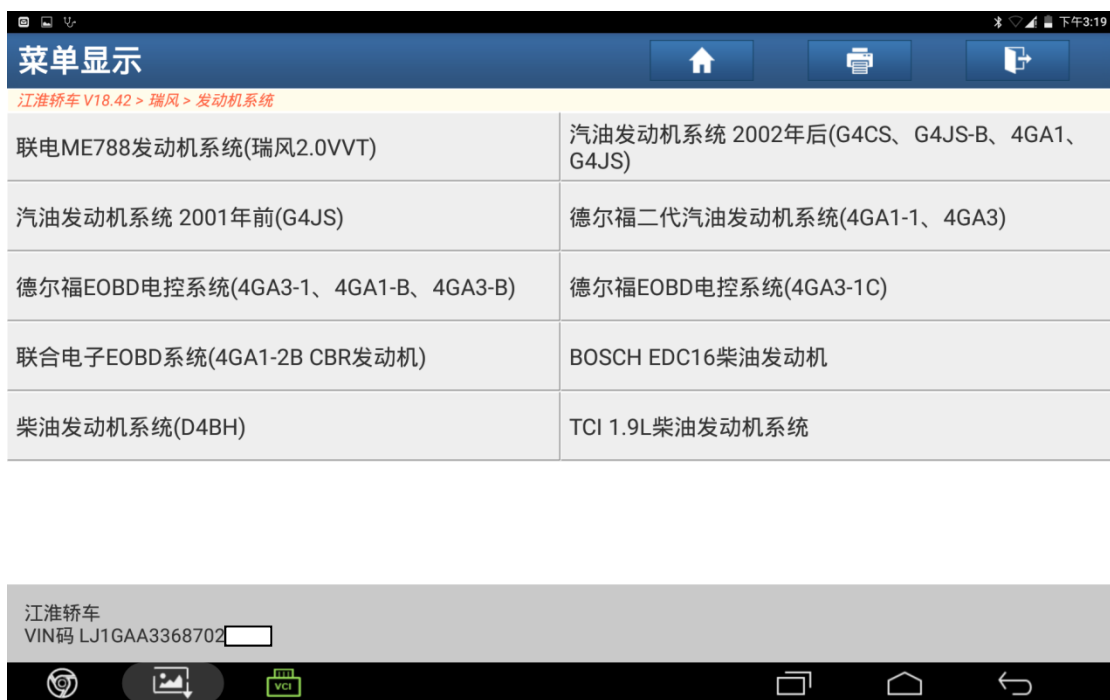 下午3:19
菜单显示
江淮轿车 V18.42 > 瑞风 > 发动机系统
联电ME788发动机系统(瑞风2.0VVT)
汽油发动机系统 2002年后(G4CS、G4JS-B、4GA1、
G4JS)
汽油发动机系统 2001年前(G4JS)
德尔福二代汽油发动机系统(4GA1-1、4GA3)
德尔福EOBD电控系统(4GA3-1、4GA1-B、4GA3-B)
德尔福EOBD电控系统(4GA3-1C)
联合电子EOBD系统(4GA1-2B CBR发动机)
BOSCH EDC16柴油发动机
柴油发动机系统(D4BH)
TCI 1.9L柴油发动机系统
江淮轿车
VIN码 LJ1GAA3368702
VCI